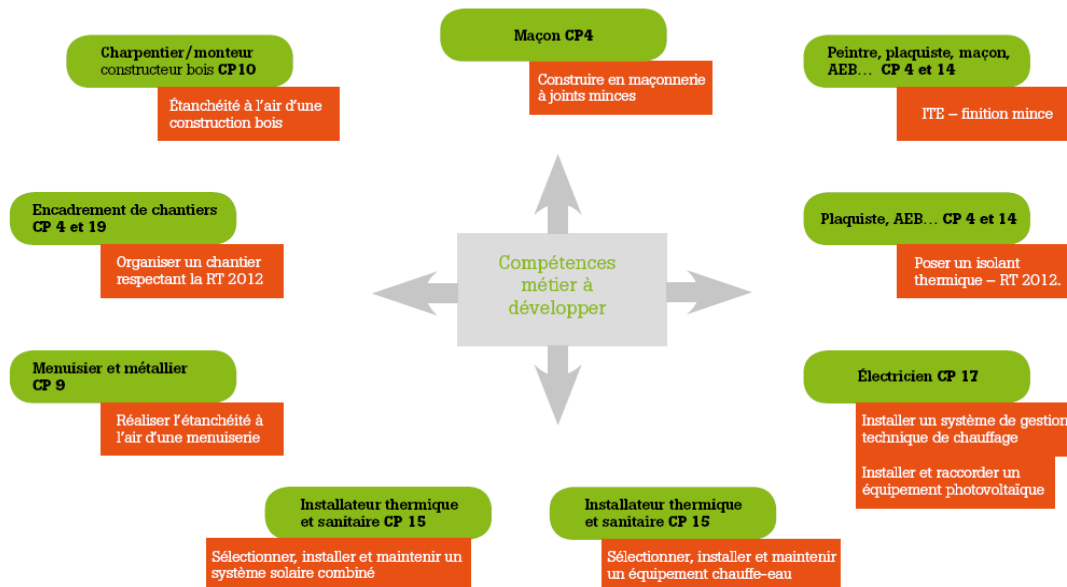 Charpentier/monteur
constructeur bois CP10
Étanchéité à l'air d'une
construction bois
Maçon CP4
Construire en maçonnerie
à joints minces
Peintre, plaquiste, maçon,
AEB... CP 4 et 14
ITE – finition mince
Encadrement de chantiers
CP 4 et 19
Organiser un chantier
respectant la RT 2012
Compétences
métier à
développer
Plaquiste, AEB... CP 4 et 14
Poser un isolant
thermique – RT 2012.
Menuisier et métallier
CP 9
Réaliser l'étanchéité à
l'air d'une menuiserie
Électricien CP 17
Installer un système de gestion
technique de chauffage
Installer et raccorder un
équipement photovoltaïque
Installateur thermique
et sanitaire CP 15
Sélectionner, installer et maintenir un
système solaire combiné
Installateur thermique
et sanitaire CP 15
Sélectionner, installer et maintenir
un équipement chauffe-eau